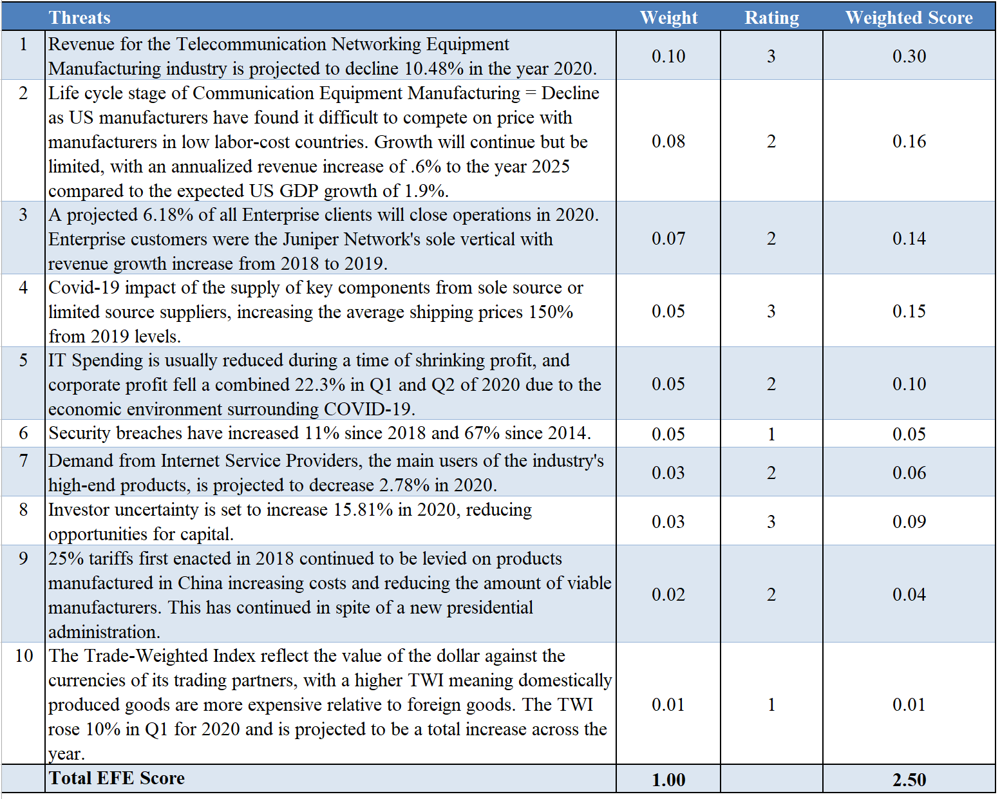 Threats Weight Rating Weighted Score
1 Revenue for the Telecommunication Networking Equipment
Manufacturing industry is projected to decline 10.48% in the year 2020. 0.10 3 0.30
2 Life cycle stage of Communication Equipment Manufacturing = Decline
as US manufacturers have found it difficult to compete on price with
manufacturers in low labor-cost countries. Growth will continue but be 0.08 2 0.16
limited, with an annualized revenue increase of .6% to the year 2025
compared to the expected US GDP growth of 1.9%.
3 A projected 6.18% of all Enterprise clients will close operations in 2020.
Enterprise customers were the Juniper Network's sole vertical with 0.07 2 0.14
revenue growth increase from 2018 to 2019.
4 Covid-19 impact of the supply of key components from sole source or
limited source suppliers, increasing the average shipping prices 150% 0.05 3 0.15
from 2019 levels.
5 IT Spending is usually reduced during a time of shrinking profit, and
corporate profit fell a combined 22.3% in Q1 and Q2 of 2020 due to the 0.05 2 0.10
economic environment surrounding COVID-19.
6 Security breaches have increased 11% since 2018 and 67% since 2014. 0.05 1 0.05
7 Demand from Internet Service Providers, the main users of the industry's
high-end products, is projected to decrease 2.78% in 2020. 0.03 2 0.06
8 Investor uncertainty is set to increase 15.81% in 2020, reducing
opportunities for capital. 0.03 3 0.09
9 25% tariffs first enacted in 2018 continued to be levied on products
manufactured in China increasing costs and reducing the amount of viable 0.02 2 0.04
manufacturers. This has continued in spite of a new presidential
administration.
10 The Trade-Weighted Index reflect the value of the dollar against the
currencies of its trading partners, with a higher TWI meaning domestically
produced goods are more expensive relative to foreign goods. The TWI 0.01 1 0.01
rose 10% in Q1 for 2020 and is projected to be a total increase across the
year.
Total EFE Score 1.00 2.50